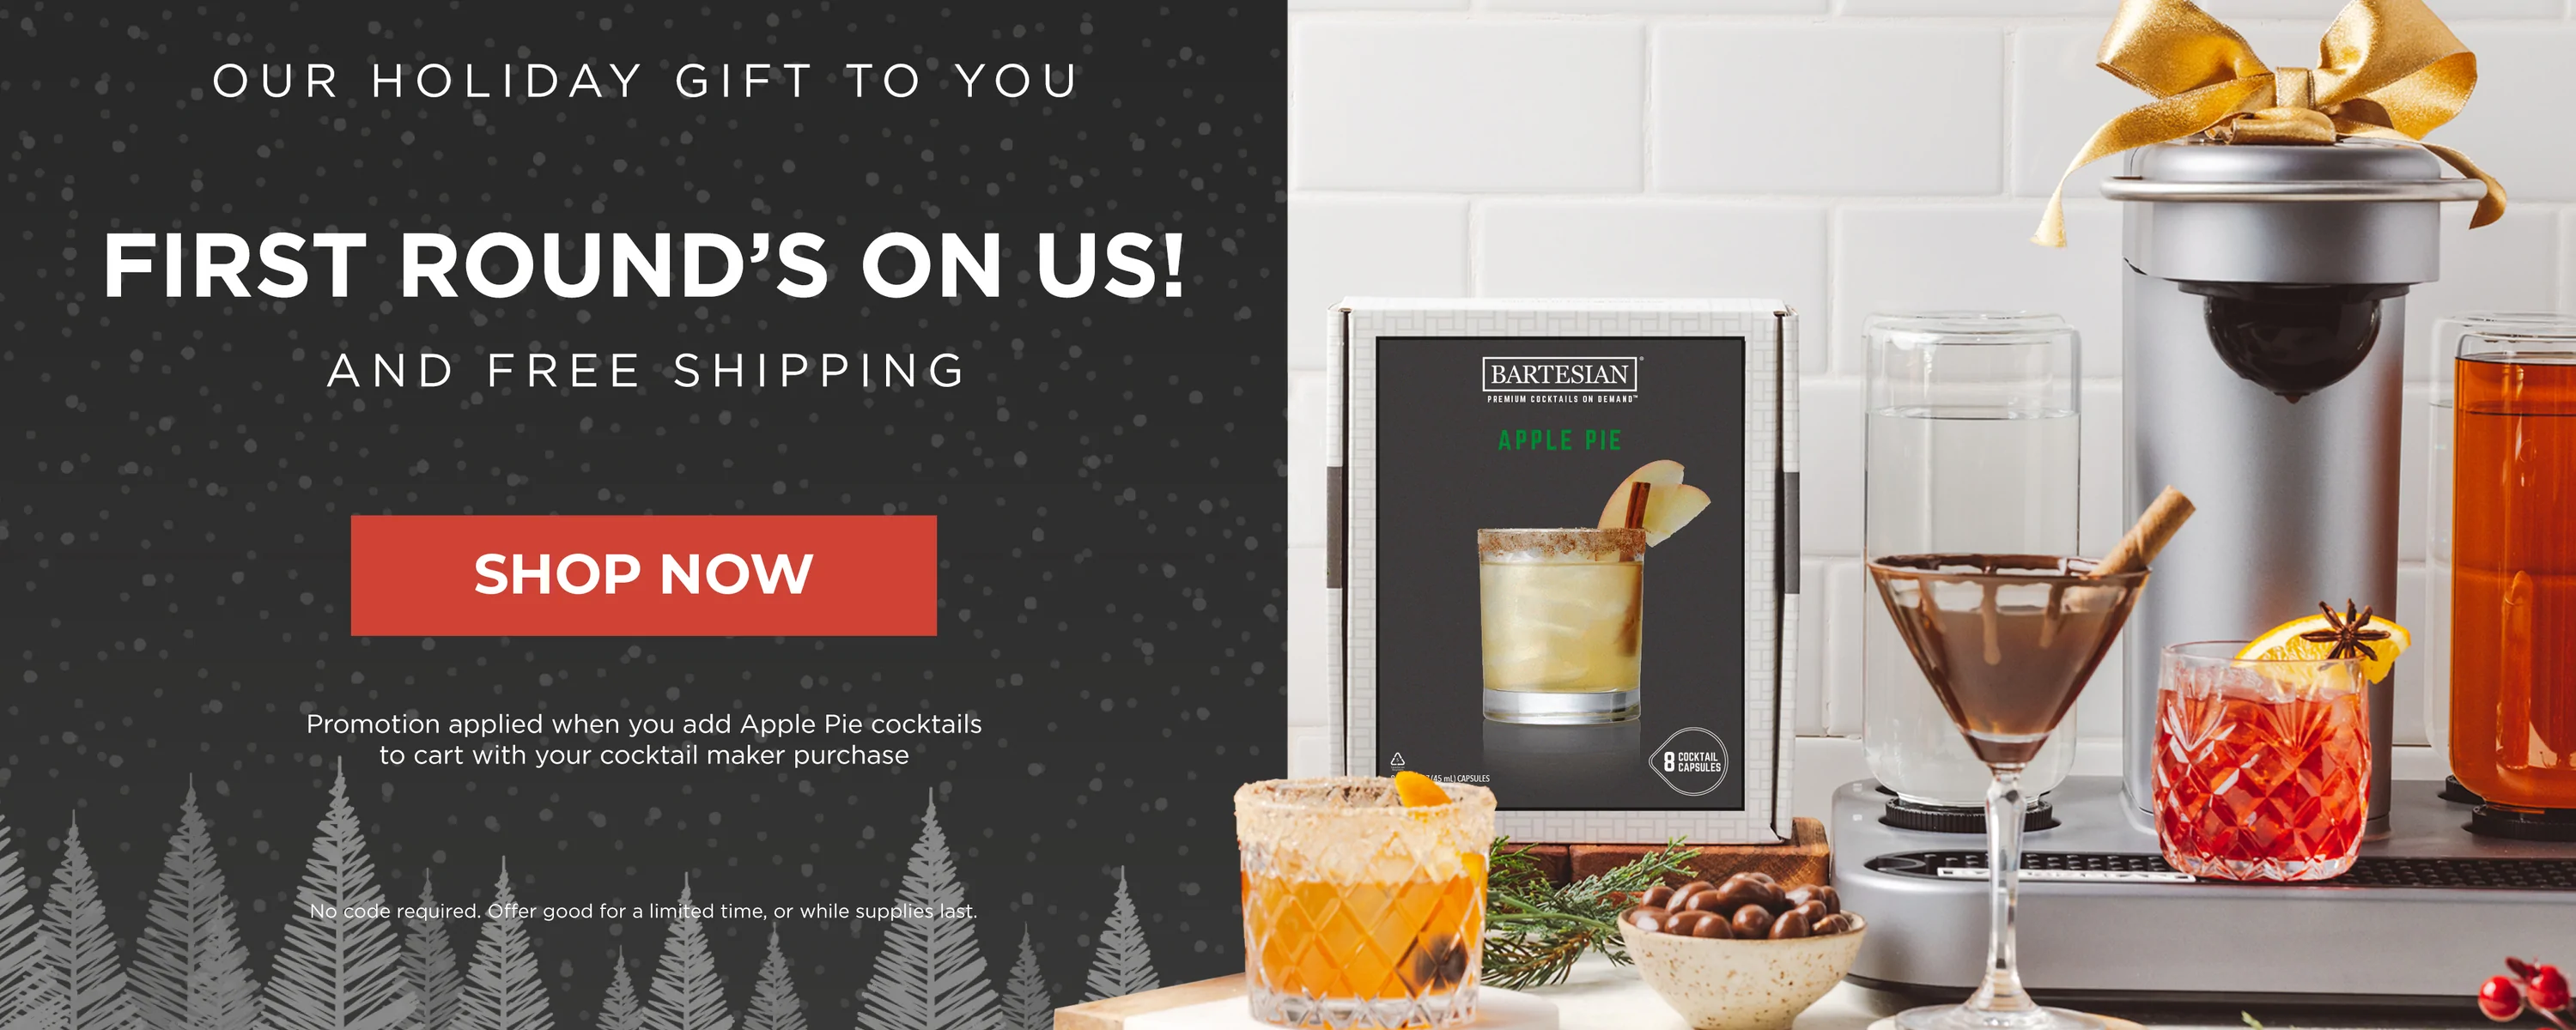 OUR HOLIDAY GIFT TO YOU
FIRST ROUND’S ON US!
AND FREE SHIPPING
SHOP NOW
Promotion applied when you add Apple Pie cocktails
to cart with your cocktail maker purchase
No code required. Offer good for a limited time, or while supplies last.
BARTESIAN®
PREMIUM COCKTAILS ON DEMAND™
APPLE PIE
8 COCKTAIL
CAPSULES
(45 mL) CAPSULES